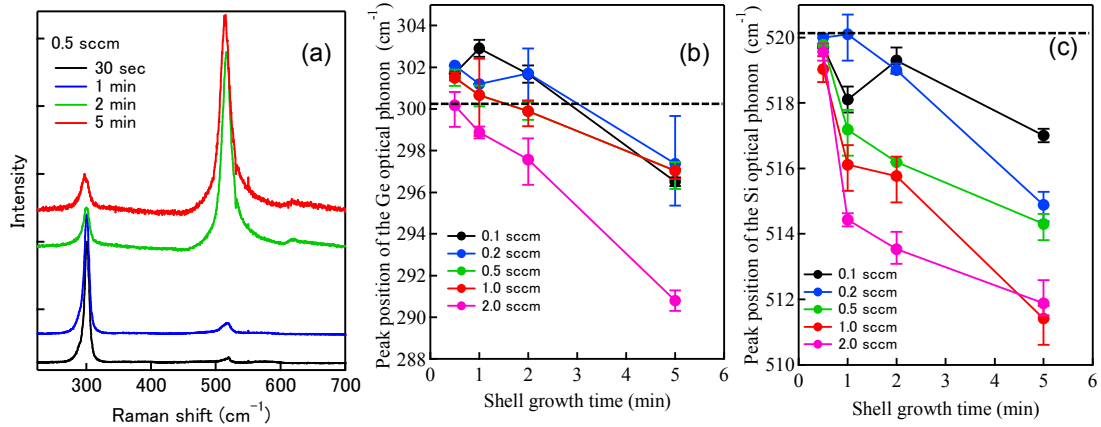 (a)
0.5 sccm
30 sec
1 min
2 min
5 min
Intensity
300
400
500
600
700
Raman shift (cm⁻¹)
(b)
Peak position of the Ge optical phonon (cm⁻¹)
304
302
300
298
296
294
292
290
288
0.1 sccm
0.2 sccm
0.5 sccm
1.0 sccm
2.0 sccm
0
1
2
3
4
5
6
Shell growth time (min)
(c)
Peak position of the Si optical phonon (cm⁻¹)
520
518
516
514
512
510
0.1 sccm
0.2 sccm
0.5 sccm
1.0 sccm
2.0 sccm
0
1
2
3
4
5
6
Shell growth time (min)